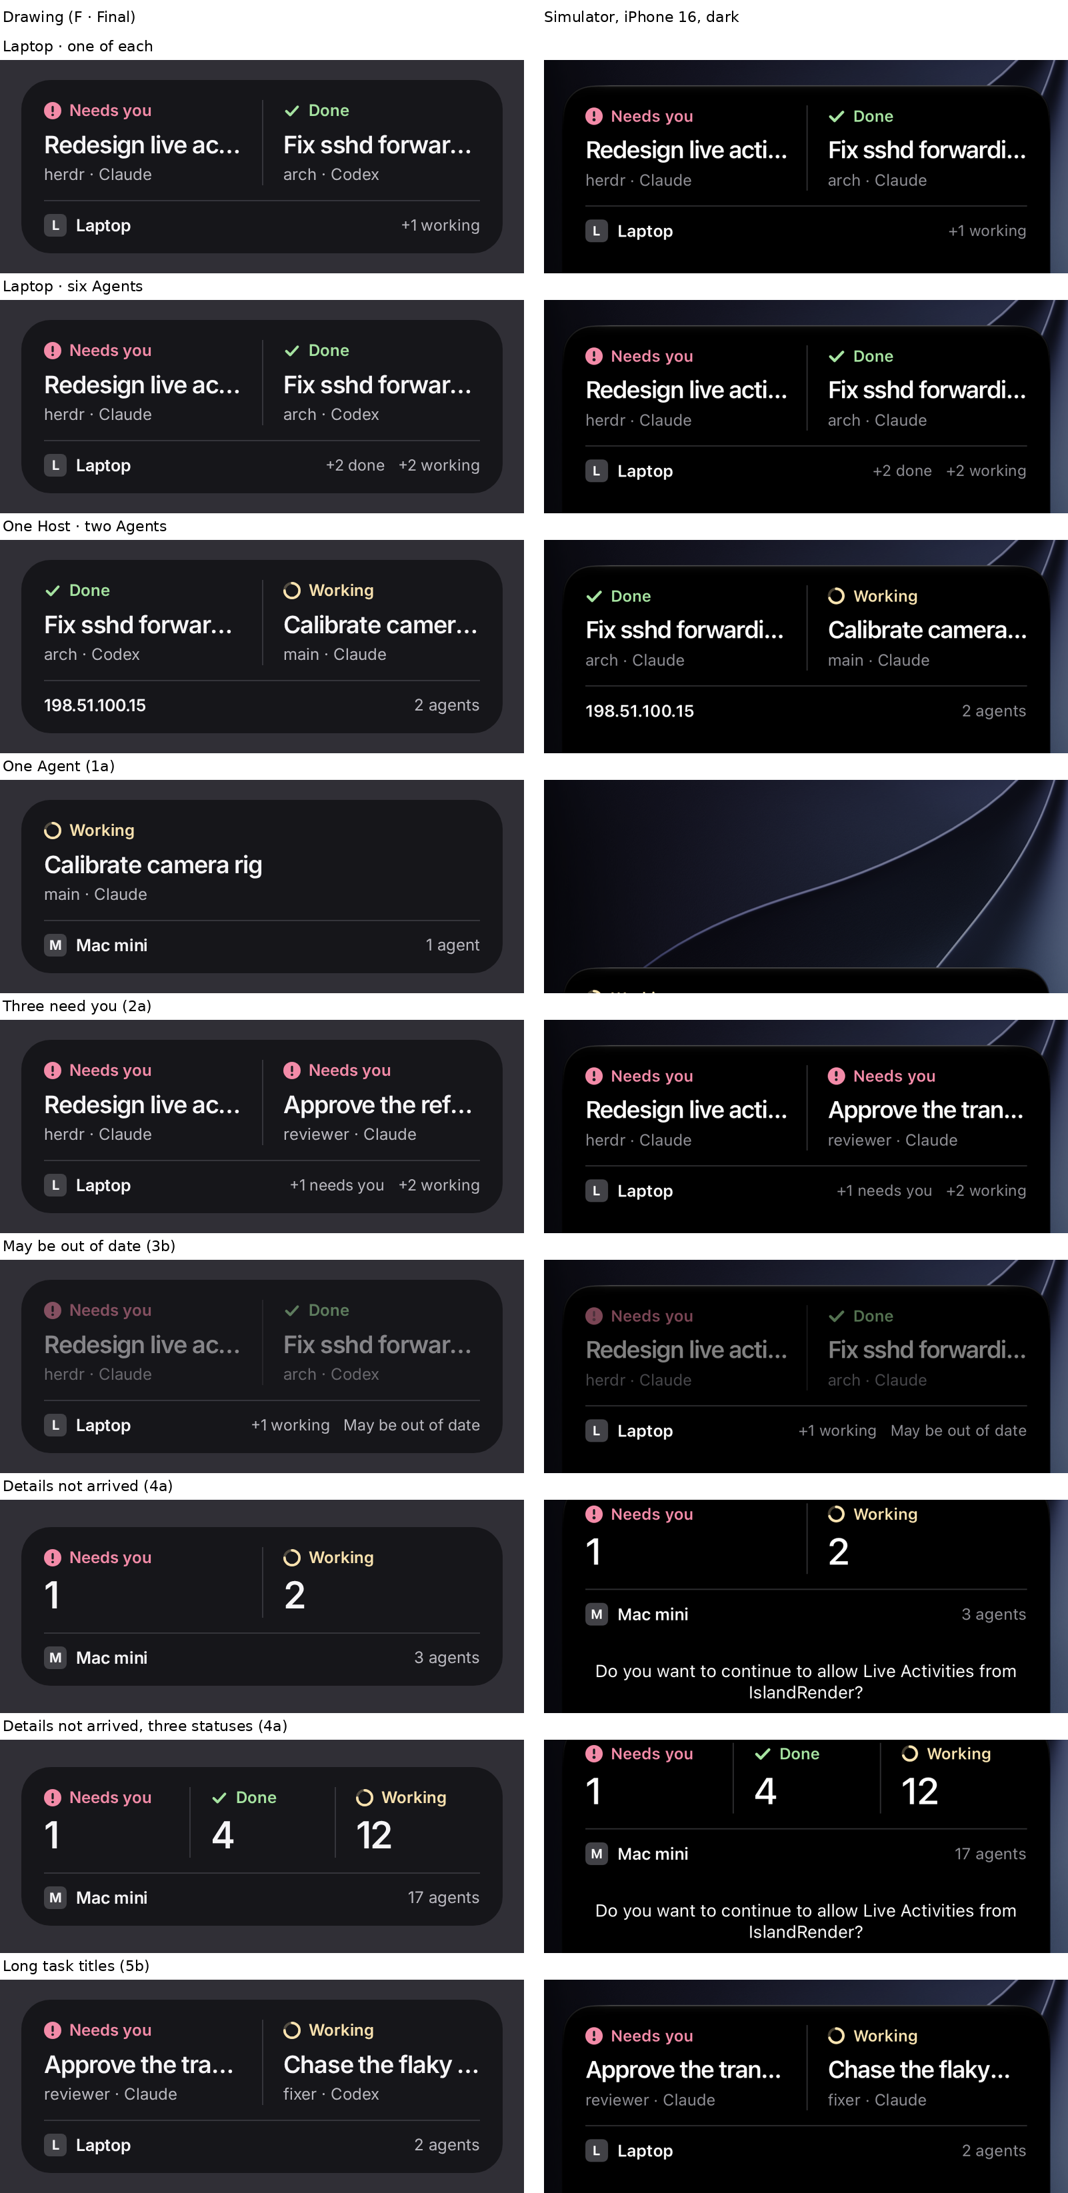 Drawing (F · Final)
Simulator, iPhone 16, dark
Laptop · one of each
Needs you
Done
Redesign live ac...
Fix sshd forwar...
herdr · Claude
arch · Codex
L Laptop
+1 working
Needs you
Done
Redesign live acti...
Fix sshd forwardi...
herdr · Claude
arch · Claude
L Laptop
+1 working
Laptop · six Agents
Needs you
Done
Redesign live ac...
Fix sshd forwar...
herdr · Claude
arch · Codex
L Laptop
+2 done +2 working
Needs you
Done
Redesign live acti...
Fix sshd forwardi...
herdr · Claude
arch · Claude
L Laptop
+2 done +2 working
One Host · two Agents
Done
Working
Fix sshd forwar...
Calibrate camer...
arch · Codex
main · Claude
198.51.100.15
2 agents
Done
Working
Fix sshd forwardi...
Calibrate camera...
arch · Claude
main · Claude
198.51.100.15
2 agents
One Agent (1a)
Working
Calibrate camera rig
main · Claude
M Mac mini
1 agent
Three need you (2a)
Needs you
Needs you
Redesign live ac...
Approve the ref...
herdr · Claude
reviewer · Claude
L Laptop
+1 needs you +2 working
Needs you
Needs you
Redesign live acti...
Approve the tran...
herdr · Claude
reviewer · Claude
L Laptop
+1 needs you +2 working
May be out of date (3b)
Needs you
Done
Redesign live ac...
Fix sshd forwar...
herdr · Claude
arch · Codex
L Laptop
+1 working May be out of date
Needs you
Done
Redesign live acti...
Fix sshd forwardi...
herdr · Claude
arch · Claude
L Laptop
+1 working May be out of date
Details not arrived (4a)
Needs you
Working
1
2
M Mac mini
3 agents
Needs you
Working
1
2
M Mac mini
3 agents
Do you want to continue to allow Live Activities from
IslandRender?
Details not arrived, three statuses (4a)
Needs you
Done
Working
1
4
12
M Mac mini
17 agents
Needs you
Done
Working
1
4
12
M Mac mini
17 agents
Do you want to continue to allow Live Activities from
IslandRender?
Long task titles (5b)
Needs you
Working
Approve the tra...
Chase the flaky ...
reviewer · Claude
fixer · Codex
L Laptop
2 agents
Needs you
Working
Approve the tran...
Chase the flaky...
reviewer · Claude
fixer · Claude
L Laptop
2 agents